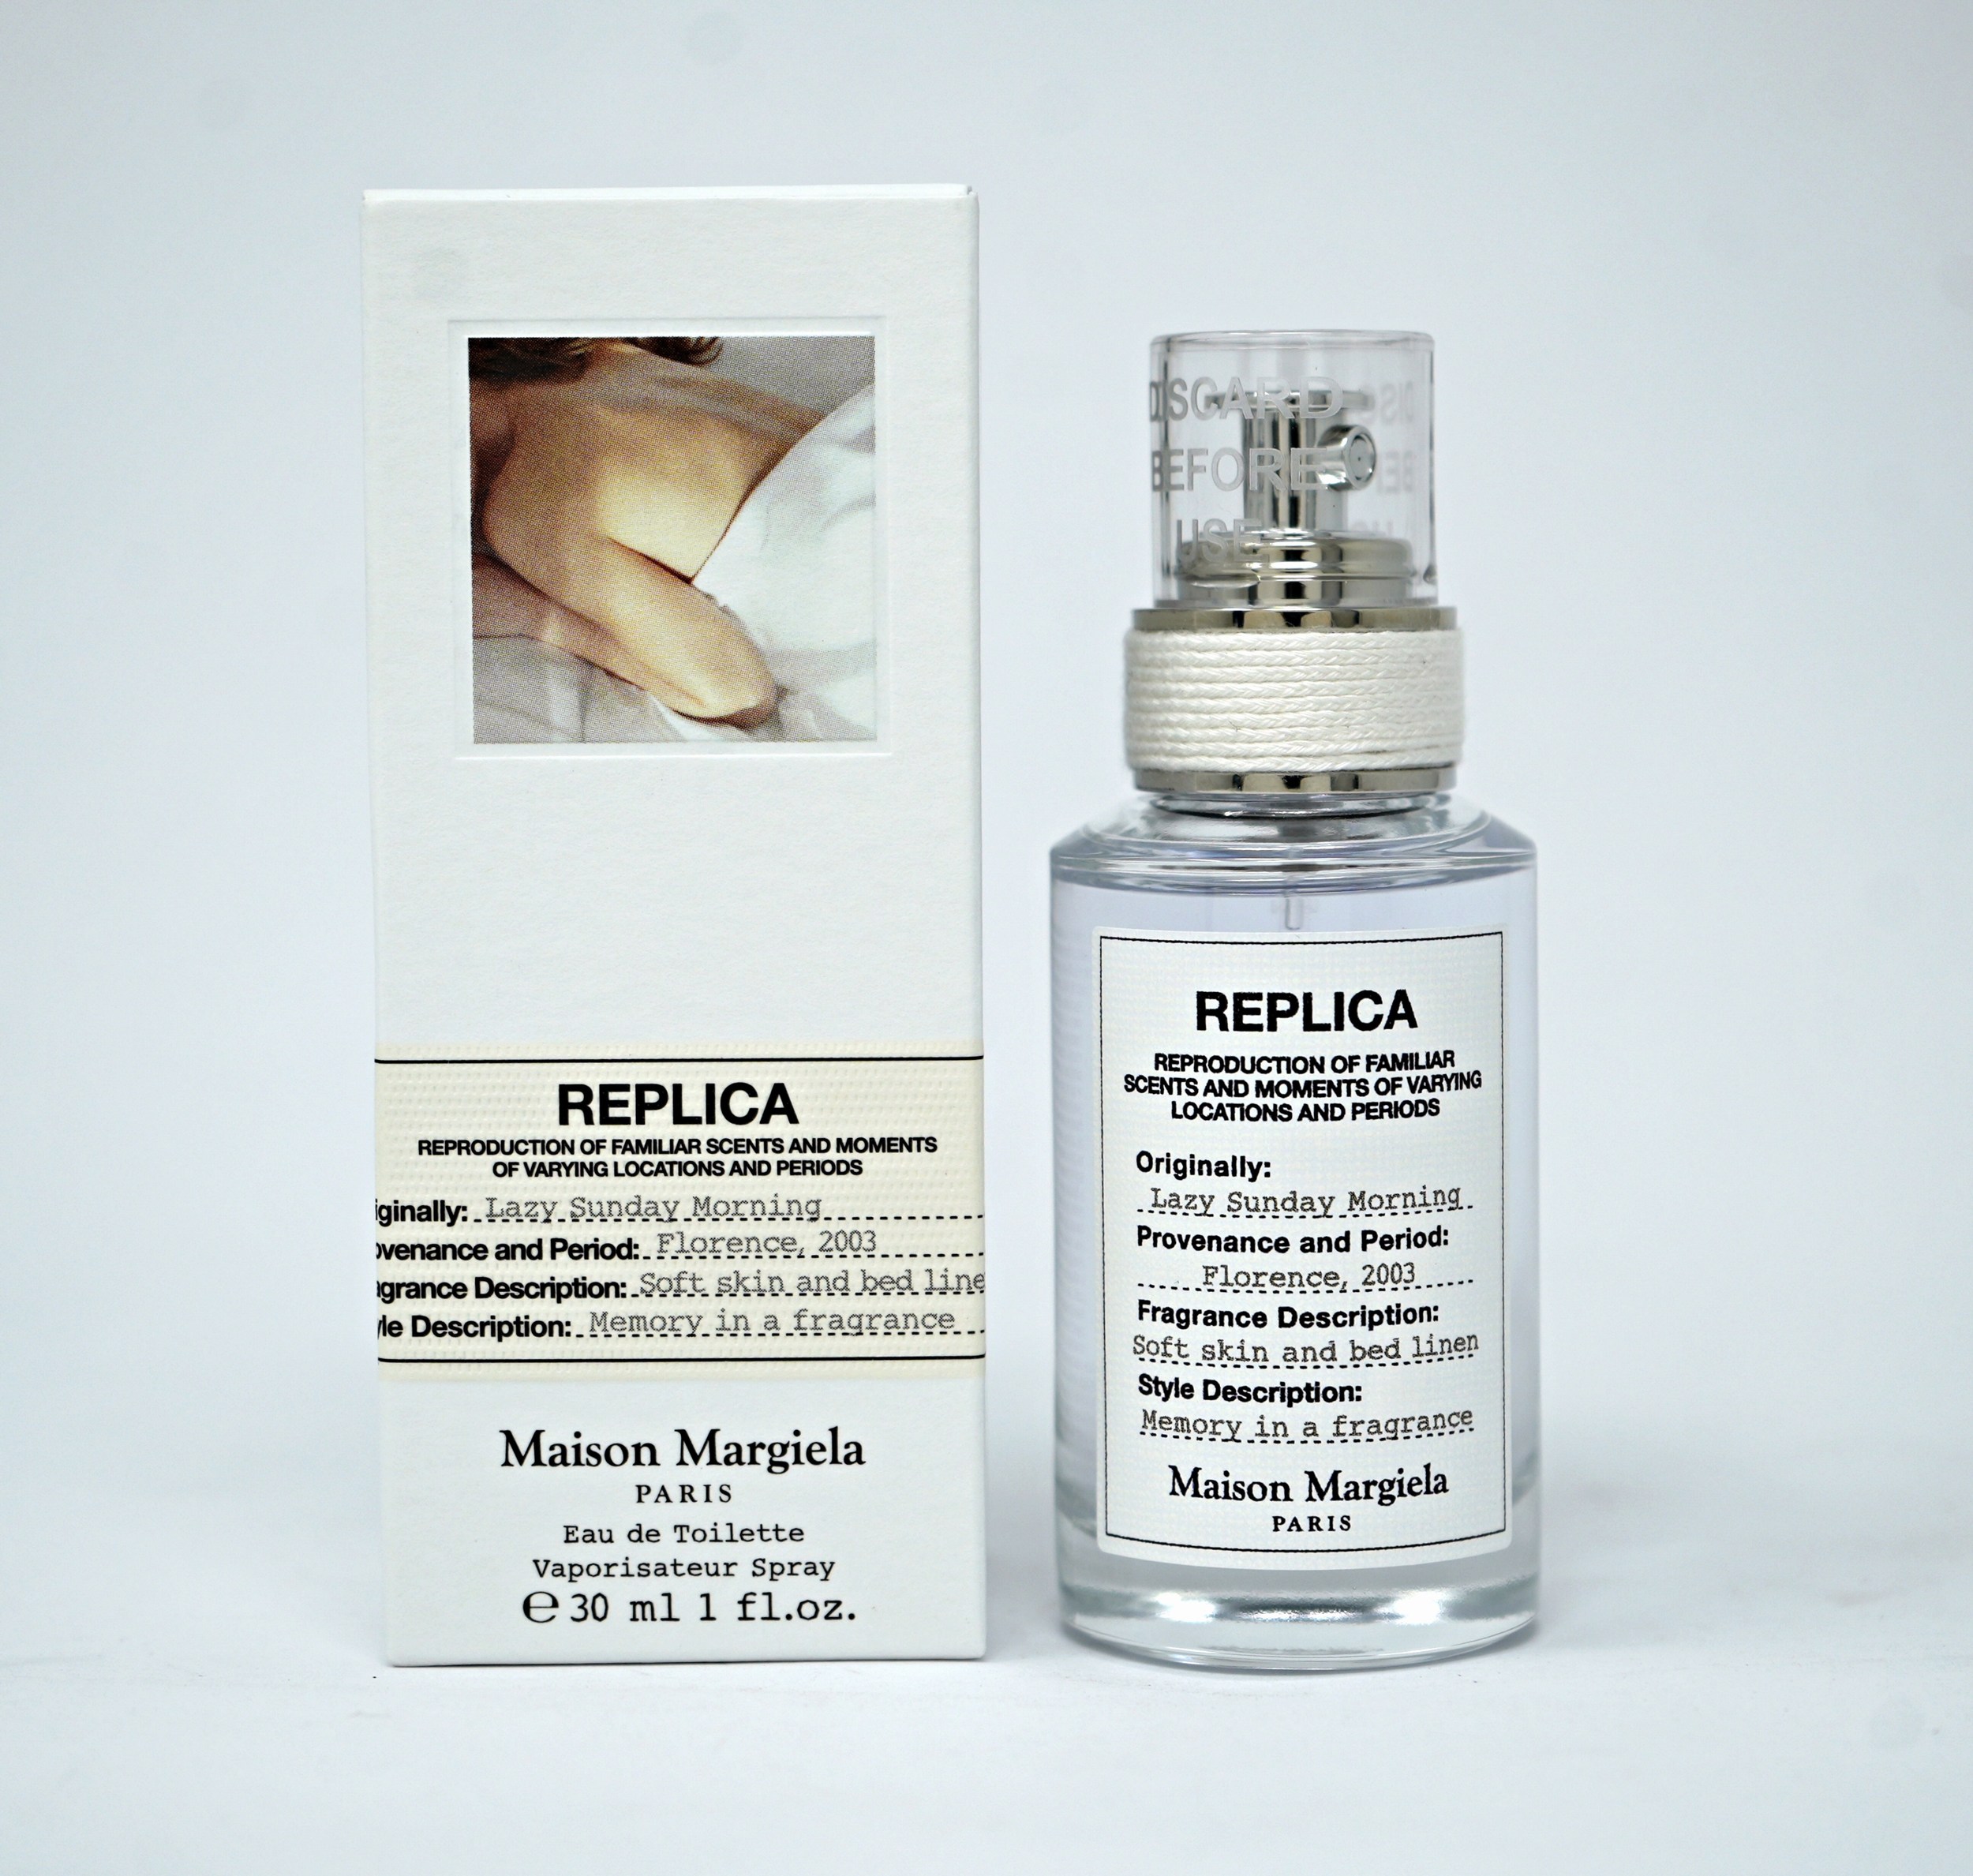 REPLICA
REPRODUCTION OF FAMILIAR SCENTS AND MOMENTS
OF VARYING LOCATIONS AND PERIODS
iginally: Lazy Sunday Morning
ovenance and Period: Florence, 2003
agrance Description: Soft skin and bed line
yle Description: Memory in a fragrance
Maison Margiela
PARIS
Eau de Toilette
Vaporisateur Spray
℮ 30 ml 1 fl.oz.
DISCARD
BEFORE
USE
REPLICA
REPRODUCTION OF FAMILIAR
SCENTS AND MOMENTS OF VARYING
LOCATIONS AND PERIODS
Originally:
Lazy Sunday Morning
Provenance and Period:
Florence, 2003
Fragrance Description:
Soft skin and bed linen
Style Description:
Memory in a fragrance
Maison Margiela
PARIS